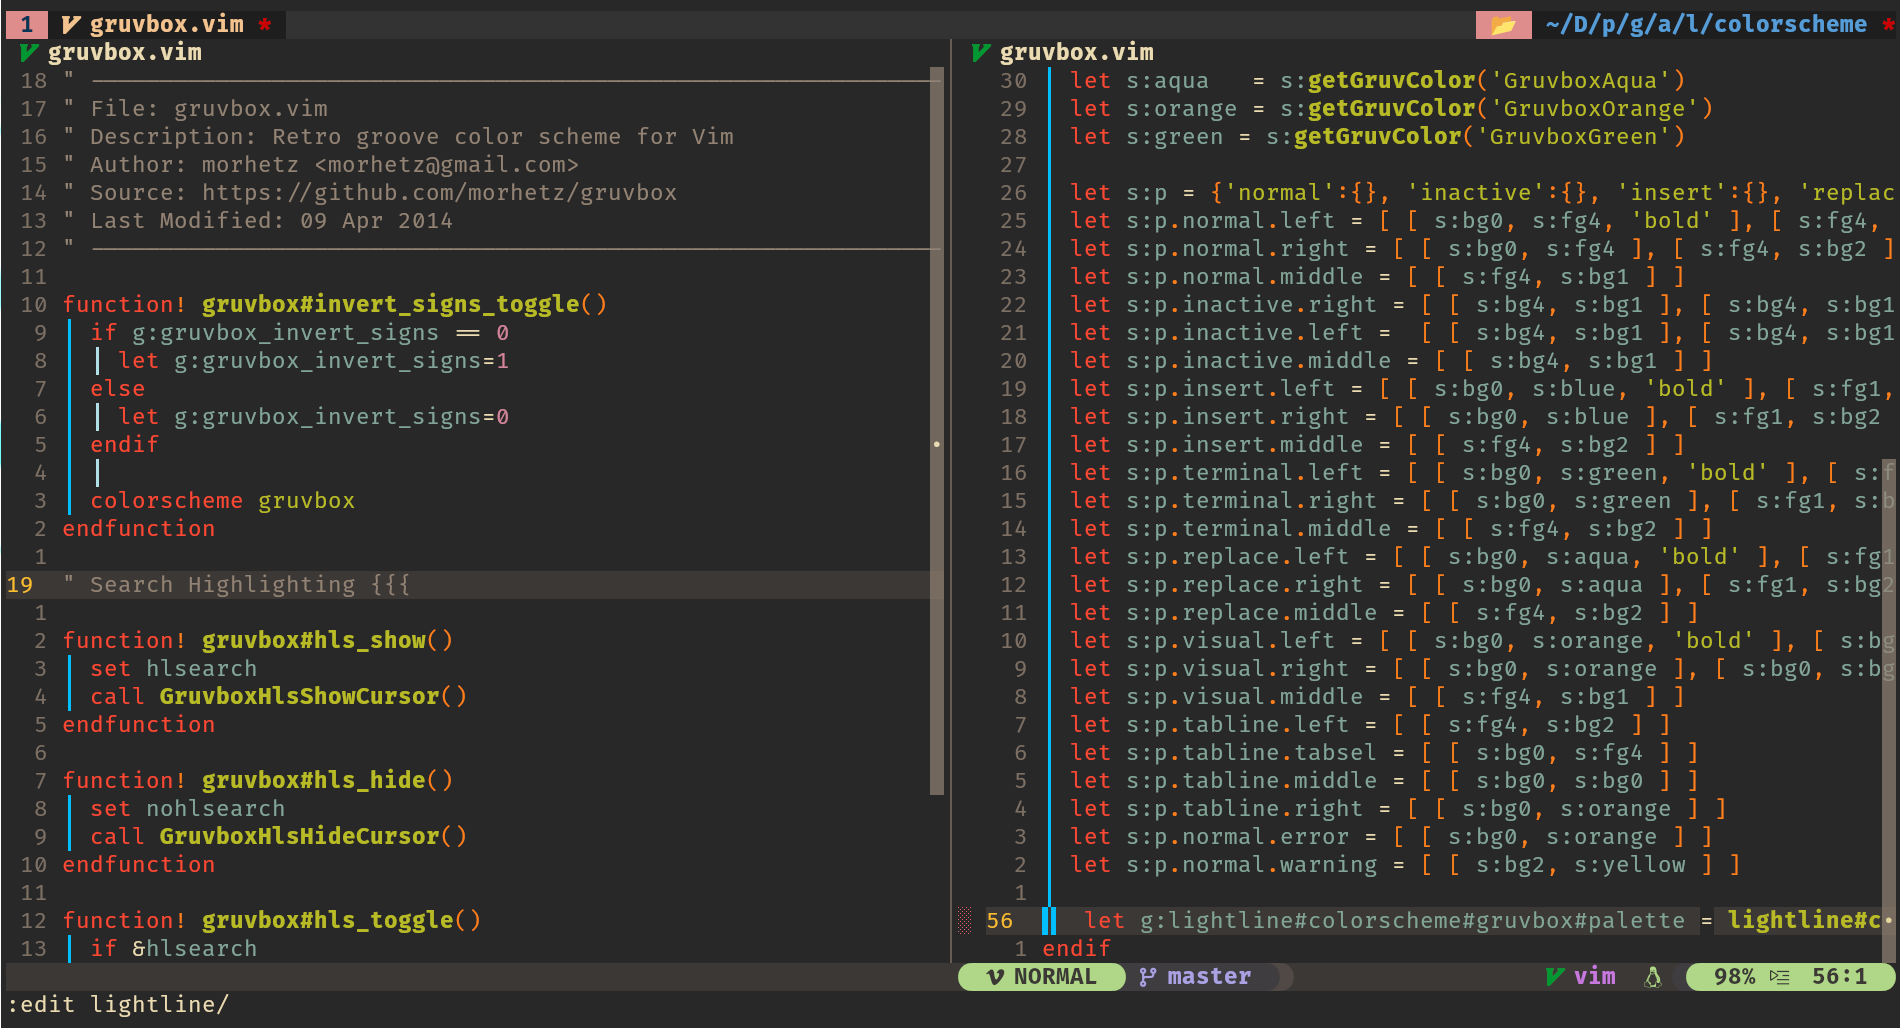 1 gruvbox.vim * ~/D/p/g/a/l/colorscheme *
gruvbox.vim
18 "
17 " File: gruvbox.vim
16 " Description: Retro groove color scheme for Vim
15 " Author: morhetz <morhetz@gmail.com>
14 " Source: https://github.com/morhetz/gruvbox
13 " Last Modified: 09 Apr 2014
12 "
11
10 function! gruvbox#invert_signs_toggle()
9 if g:gruvbox_invert_signs == 0
8 let g:gruvbox_invert_signs=1
7 else
6 let g:gruvbox_invert_signs=0
5 endif
4
3 colorscheme gruvbox
2 endfunction
1
19 " Search Highlighting {{{
1
2 function! gruvbox#hls_show()
3 set hlsearch
4 call GruvboxHlsShowCursor()
5 endfunction
6
7 function! gruvbox#hls_hide()
8 set nohlsearch
9 call GruvboxHlsHideCursor()
10 endfunction
11
12 function! gruvbox#hls_toggle()
13 if &hlsearch
gruvbox.vim
30 let s:aqua = s:getGruvColor('GruvboxAqua')
29 let s:orange = s:getGruvColor('GruvboxOrange')
28 let s:green = s:getGruvColor('GruvboxGreen')
27
26 let s:p = {'normal':{}, 'inactive':{}, 'insert':{}, 'replac
25 let s:p.normal.left = [ [ s:bg0, s:fg4, 'bold' ], [ s:fg4,
24 let s:p.normal.right = [ [ s:bg0, s:fg4 ], [ s:fg4, s:bg2 ]
23 let s:p.normal.middle = [ [ s:fg4, s:bg1 ] ]
22 let s:p.inactive.right = [ [ s:bg4, s:bg1 ], [ s:bg4, s:bg1
21 let s:p.inactive.left = [ [ s:bg4, s:bg1 ], [ s:bg4, s:bg1
20 let s:p.inactive.middle = [ [ s:bg4, s:bg1 ] ]
19 let s:p.insert.left = [ [ s:bg0, s:blue, 'bold' ], [ s:fg1,
18 let s:p.insert.right = [ [ s:bg0, s:blue ], [ s:fg1, s:bg2
17 let s:p.insert.middle = [ [ s:fg4, s:bg2 ] ]
16 let s:p.terminal.left = [ [ s:bg0, s:green, 'bold' ], [ s:f
15 let s:p.terminal.right = [ [ s:bg0, s:green ], [ s:fg1, s:b
14 let s:p.terminal.middle = [ [ s:fg4, s:bg2 ] ]
13 let s:p.replace.left = [ [ s:bg0, s:aqua, 'bold' ], [ s:fg1
12 let s:p.replace.right = [ [ s:bg0, s:aqua ], [ s:fg1, s:bg2
11 let s:p.replace.middle = [ [ s:fg4, s:bg2 ] ]
10 let s:p.visual.left = [ [ s:bg0, s:orange, 'bold' ], [ s:bg
9 let s:p.visual.right = [ [ s:bg0, s:orange ], [ s:bg0, s:bg
8 let s:p.visual.middle = [ [ s:fg4, s:bg1 ] ]
7 let s:p.tabline.left = [ [ s:fg4, s:bg2 ] ]
6 let s:p.tabline.tabsel = [ [ s:bg0, s:fg4 ] ]
5 let s:p.tabline.middle = [ [ s:bg0, s:bg0 ] ]
4 let s:p.tabline.right = [ [ s:bg0, s:orange ] ]
3 let s:p.normal.error = [ [ s:bg0, s:orange ] ]
2 let s:p.normal.warning = [ [ s:bg2, s:yellow ] ]
1
56 let g:lightline#colorscheme#gruvbox#palette = lightline#c
1 endif
NORMAL master vim 98% 56:1
:edit lightline/